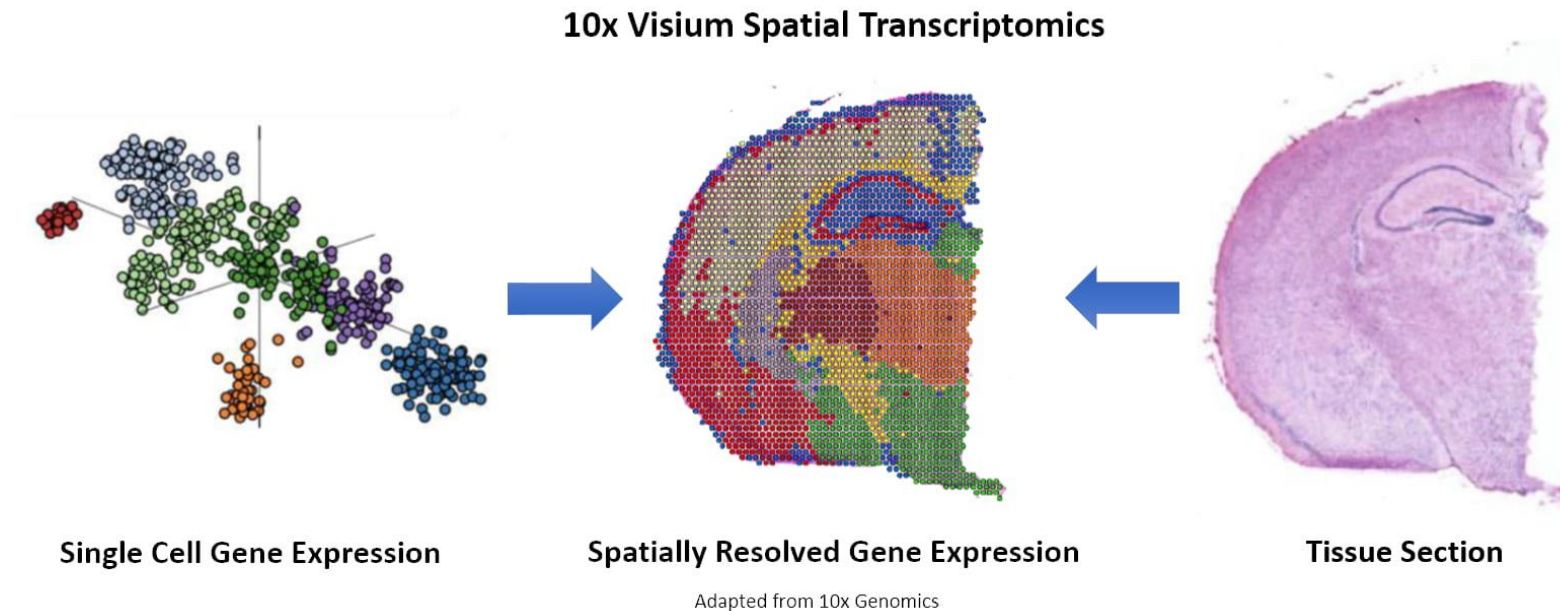 10x Visium Spatial Transcriptomics
Single Cell Gene Expression
Spatially Resolved Gene Expression
Tissue Section
Adapted from 10x Genomics